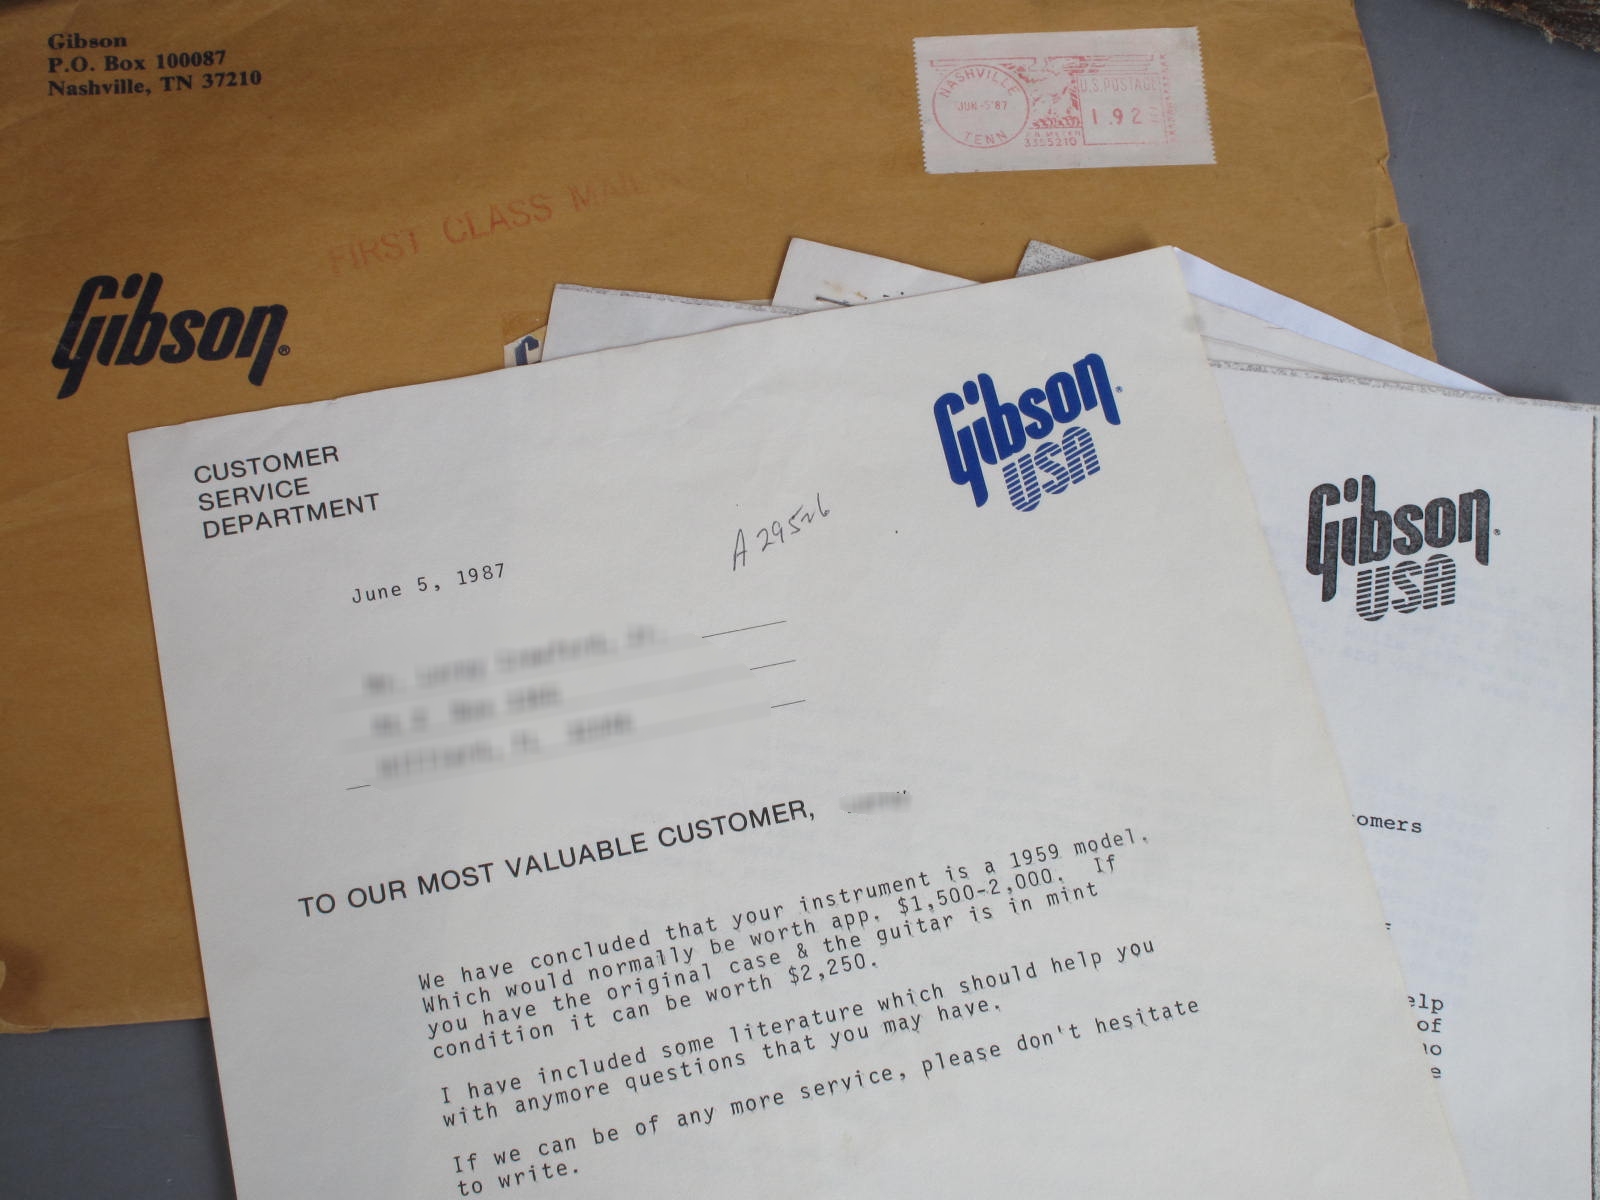 Gibson
P.O. Box 100087
Nashville, TN 37210
NASHVILLE
JUN -5 '87
TENN
U.S. POSTAGE
1.92
3355210
FIRST CLASS MAIL
Gibson®
CUSTOMER
SERVICE
DEPARTMENT
Gibson®
USA
June 5, 1987
A 29526
TO OUR MOST VALUABLE CUSTOMER,
We have concluded that your instrument is a 1959 model.
Which would normally be worth app. $1,500-2,000. If
you have the original case & the guitar is in mint
condition it can be worth $2,250.
I have included some literature which should help you
with anymore questions that you may have.
If we can be of any more service, please don't hesitate
to write.
Gibson®
USA
omers
elp
of